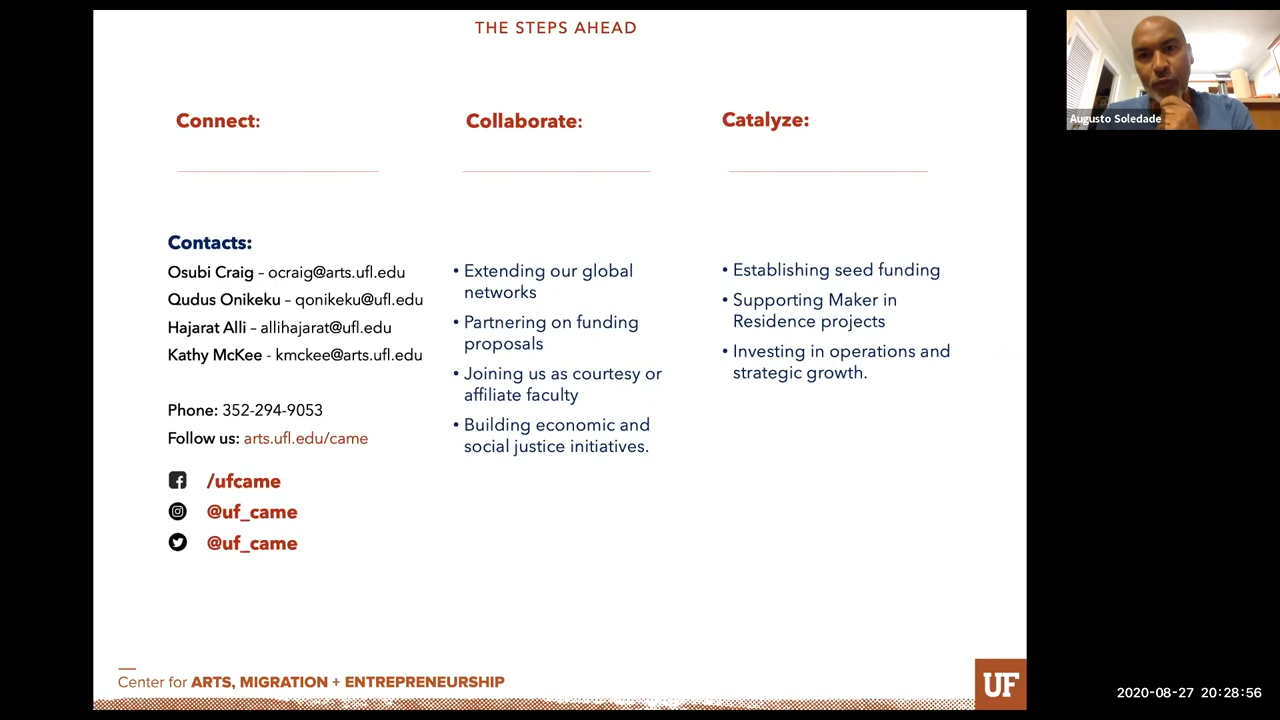 THE STEPS AHEAD
Connect:
Contacts:
Osubi Craig – ocraig@arts.ufl.edu
Qudus Onikeku – qonikeku@ufl.edu
Hajarat Alli – allihajarat@ufl.edu
Kathy McKee - kmckee@arts.ufl.edu
Phone: 352-294-9053
Follow us: arts.ufl.edu/came
/ufcame
@uf_came
@uf_came
Collaborate:
• Extending our global
networks
• Partnering on funding
proposals
• Joining us as courtesy or
affiliate faculty
• Building economic and
social justice initiatives.
Catalyze:
• Establishing seed funding
• Supporting Maker in
Residence projects
• Investing in operations and
strategic growth.
Center for ARTS, MIGRATION + ENTREPRENEURSHIP
UF
Augusto Soledade
2020-08-27 20:28:56